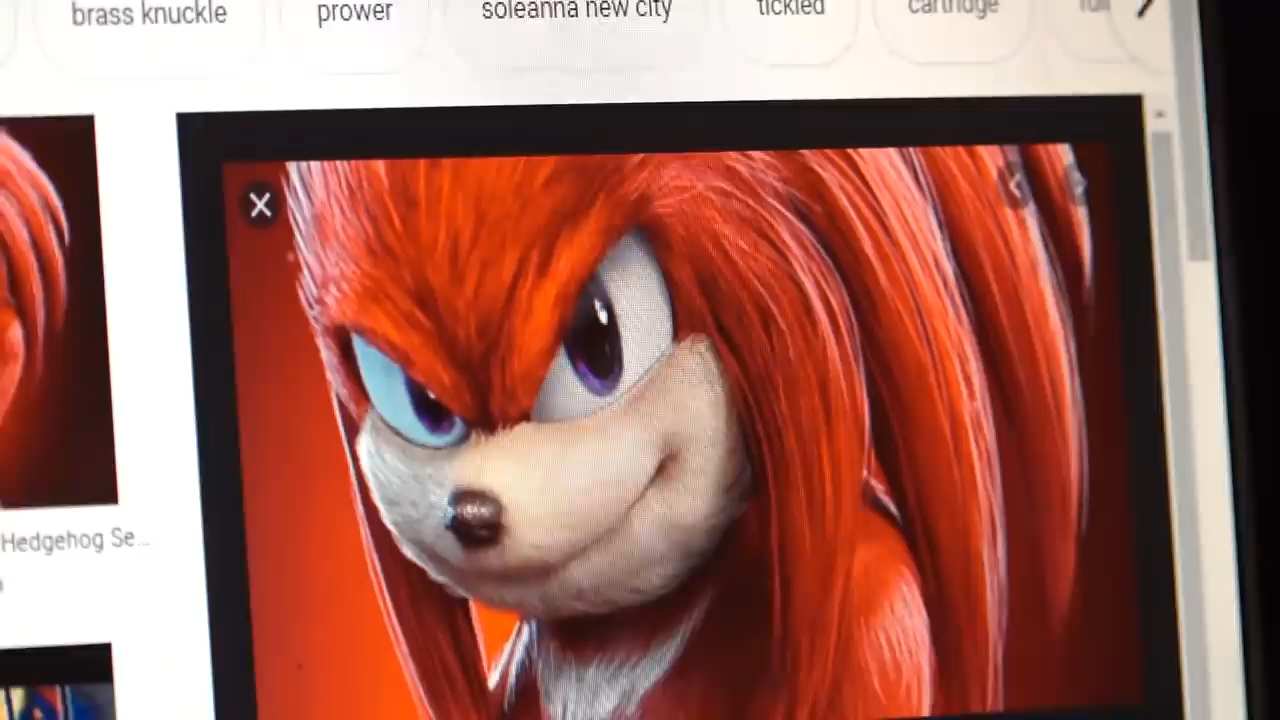 brass knuckle
prower
soleanna new city
tickled
cartridge
Hedgehog Se...